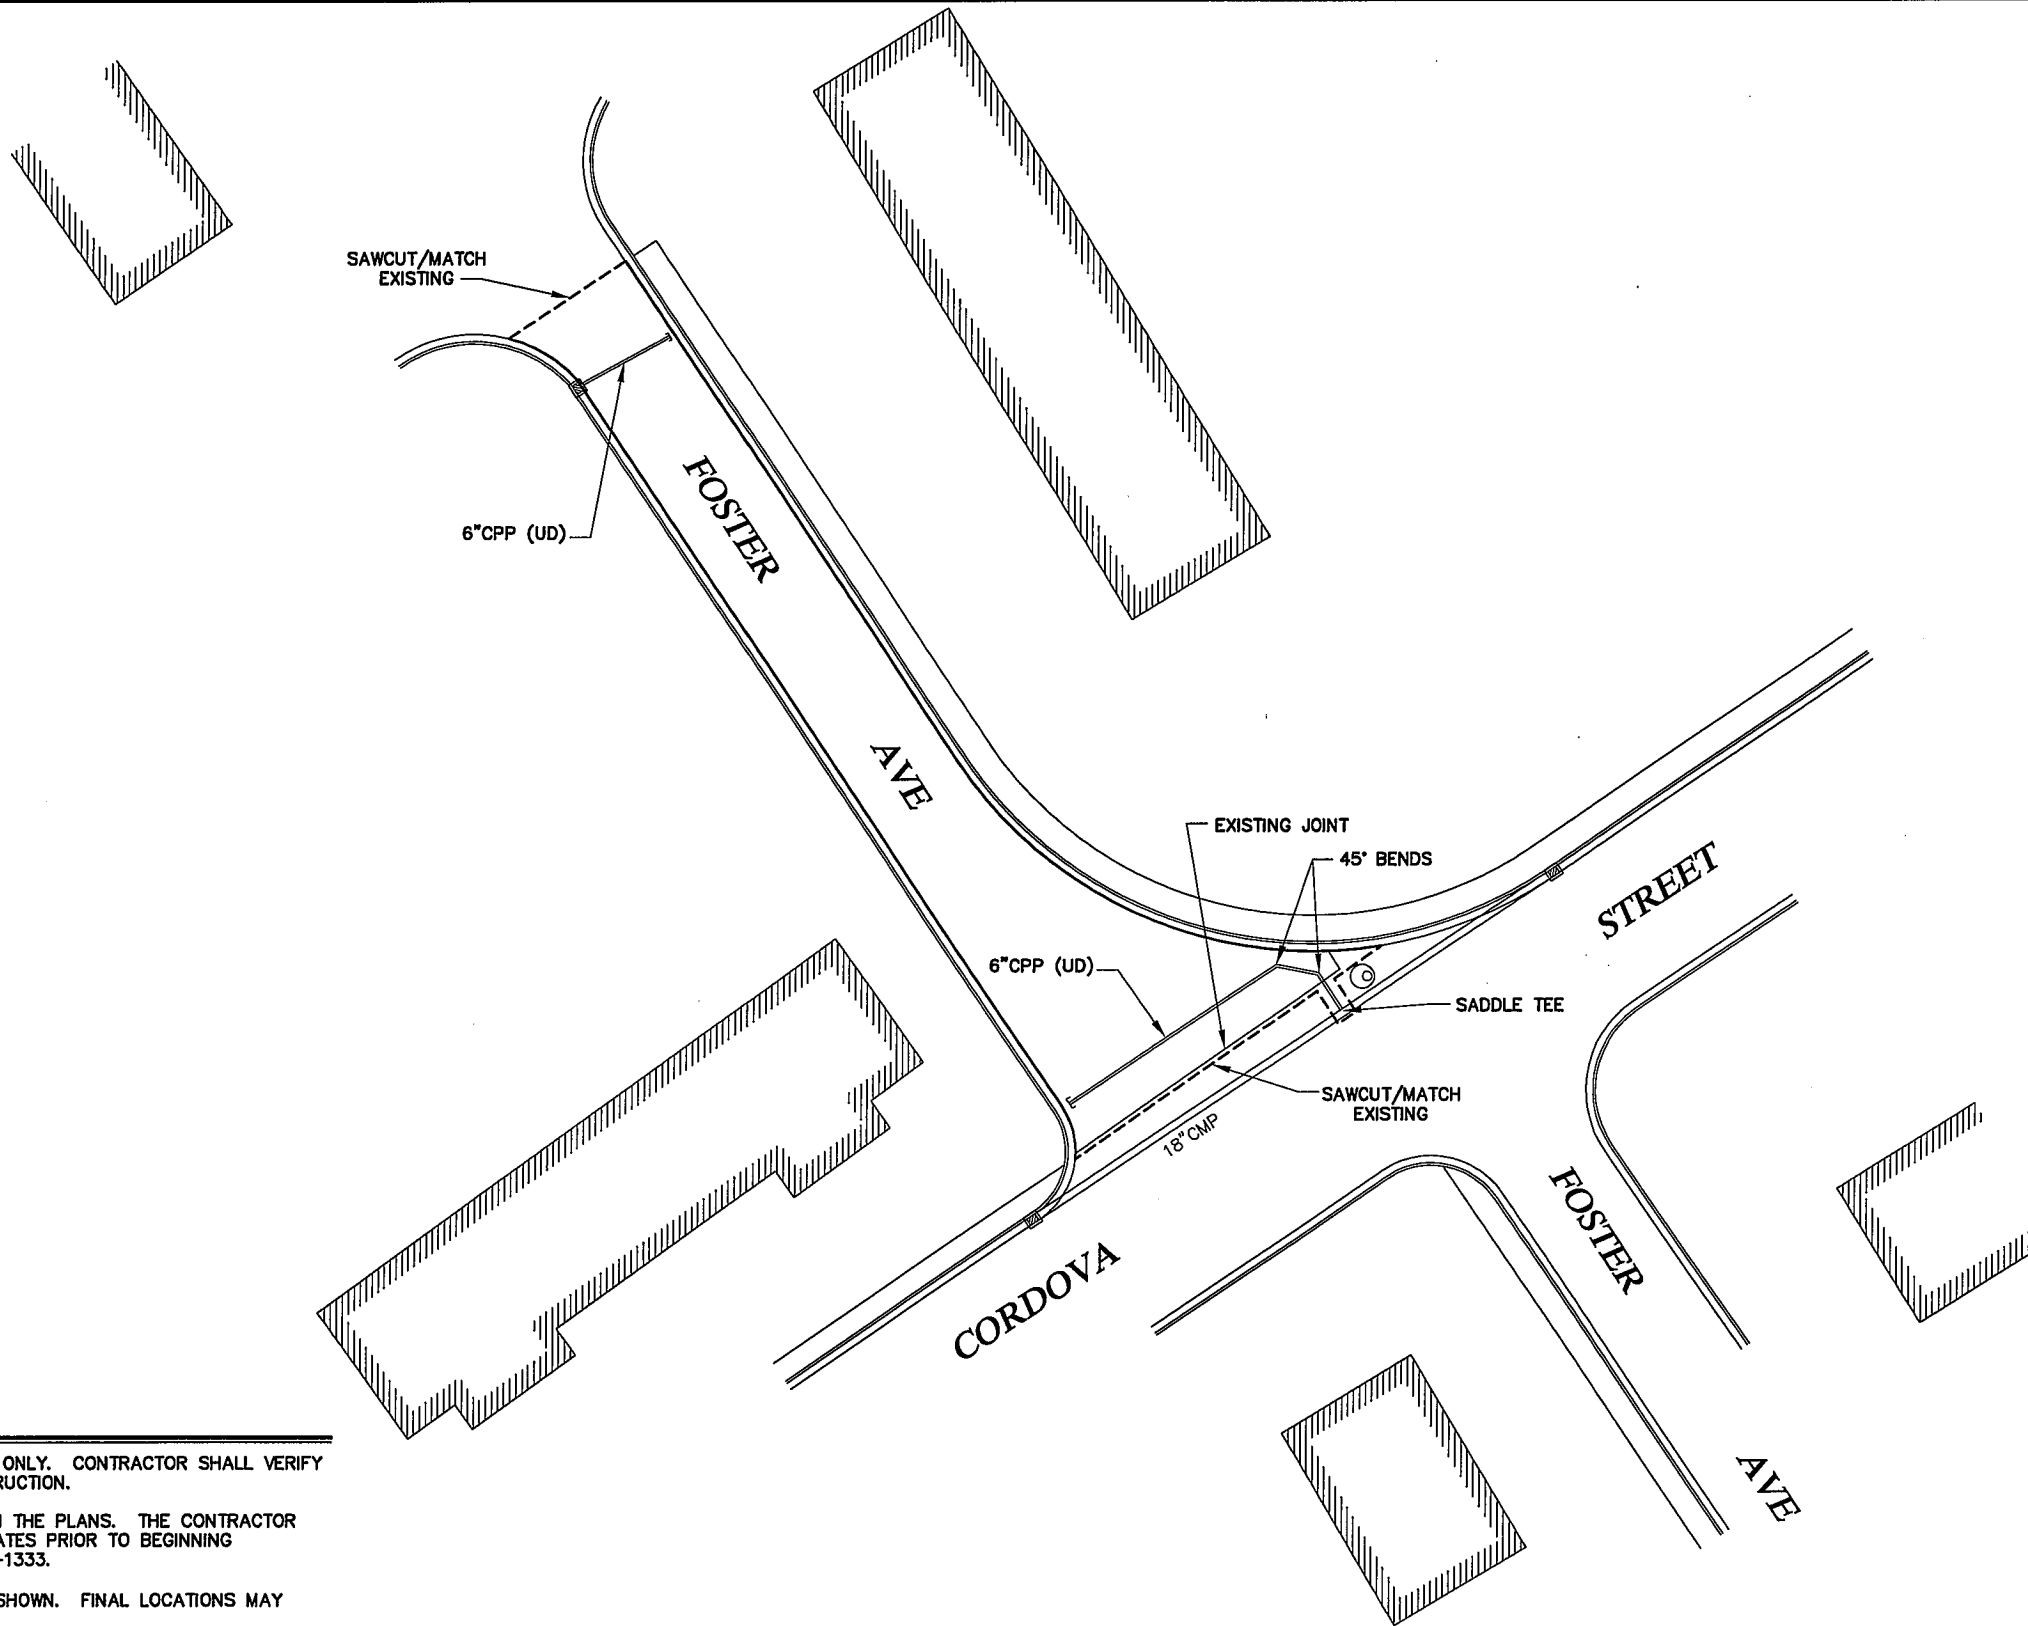 SAWCUT/MATCH
EXISTING
6"CPP (UD)
FOSTER
AVE
EXISTING JOINT
45° BENDS
STREET
6"CPP (UD)
SADDLE TEE
SAWCUT/MATCH
EXISTING
18"CMP
FOSTER
CORDOVA
AVE
ONLY. CONTRACTOR SHALL VERIFY
RUCTION.
THE PLANS. THE CONTRACTOR
ATES PRIOR TO BEGINNING
-1333.
SHOWN. FINAL LOCATIONS MAY